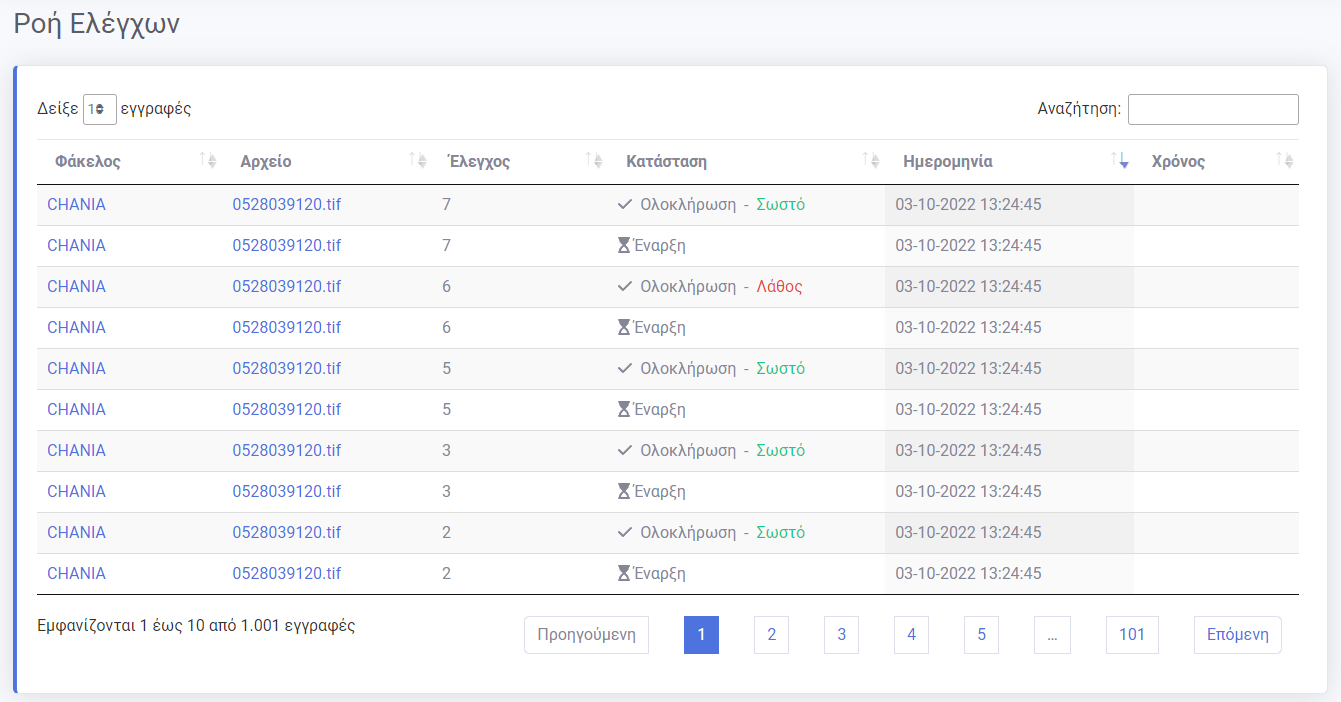 Ροή Ελέγχων
Δείξε 1 εγγραφές Αναζήτηση:
Φάκελος Αρχείο Έλεγχος Κατάσταση Ημερομηνία Χρόνος
CHANIA 0528039120.tif 7 Ολοκλήρωση - Σωστό 03-10-2022 13:24:45
CHANIA 0528039120.tif 7 Έναρξη 03-10-2022 13:24:45
CHANIA 0528039120.tif 6 Ολοκλήρωση - Λάθος 03-10-2022 13:24:45
CHANIA 0528039120.tif 6 Έναρξη 03-10-2022 13:24:45
CHANIA 0528039120.tif 5 Ολοκλήρωση - Σωστό 03-10-2022 13:24:45
CHANIA 0528039120.tif 5 Έναρξη 03-10-2022 13:24:45
CHANIA 0528039120.tif 3 Ολοκλήρωση - Σωστό 03-10-2022 13:24:45
CHANIA 0528039120.tif 3 Έναρξη 03-10-2022 13:24:45
CHANIA 0528039120.tif 2 Ολοκλήρωση - Σωστό 03-10-2022 13:24:45
CHANIA 0528039120.tif 2 Έναρξη 03-10-2022 13:24:45
Εμφανίζονται 1 έως 10 από 1.001 εγγραφές Προηγούμενη 1 2 3 4 5 … 101 Επόμενη